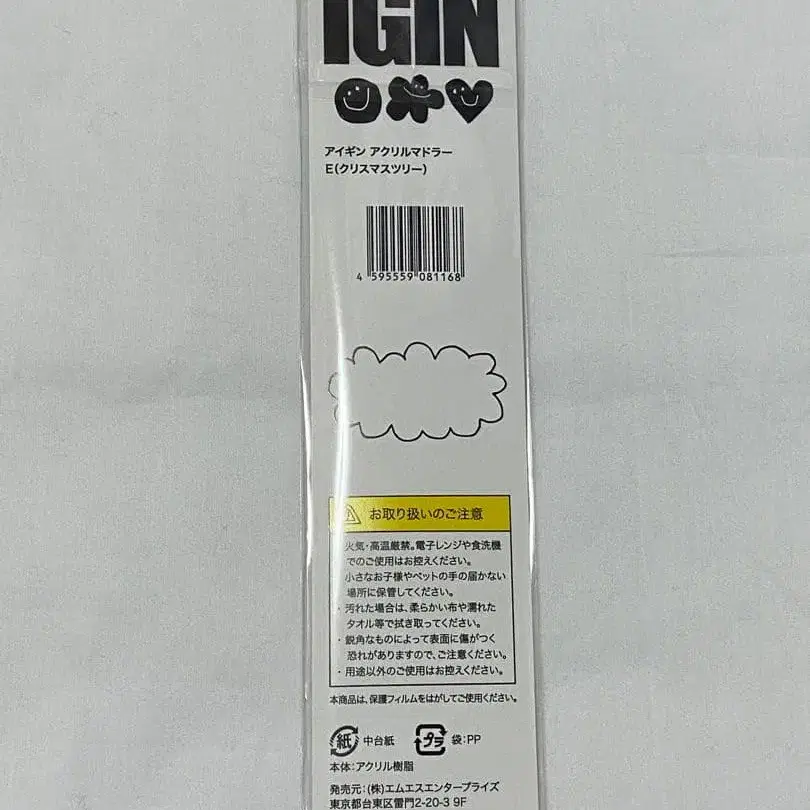 IGIN
アイギン アクリルマドラー
E(クリスマスツリー)
4 595559 081168
お取り扱いのご注意
火気・高温厳禁。電子レンジや食洗機
でのご使用はお控えください。
小さなお子様やペットの手の届かない
場所に保管してください。
・汚れた場合は、柔らかい布や濡れた
タオル等で拭き取ってください。
・鋭角なものによって表面に傷がつく
恐れがありますので、ご注意ください。
・用途以外のご使用はお控えください。
本商品は、保護フィルムをはがしてご使用ください。
紙 中台紙 プラ 袋:PP
本体:アクリル樹脂
発売元:(株)エムエスエンタープライズ
東京都台東区雷門2-20-3 9F